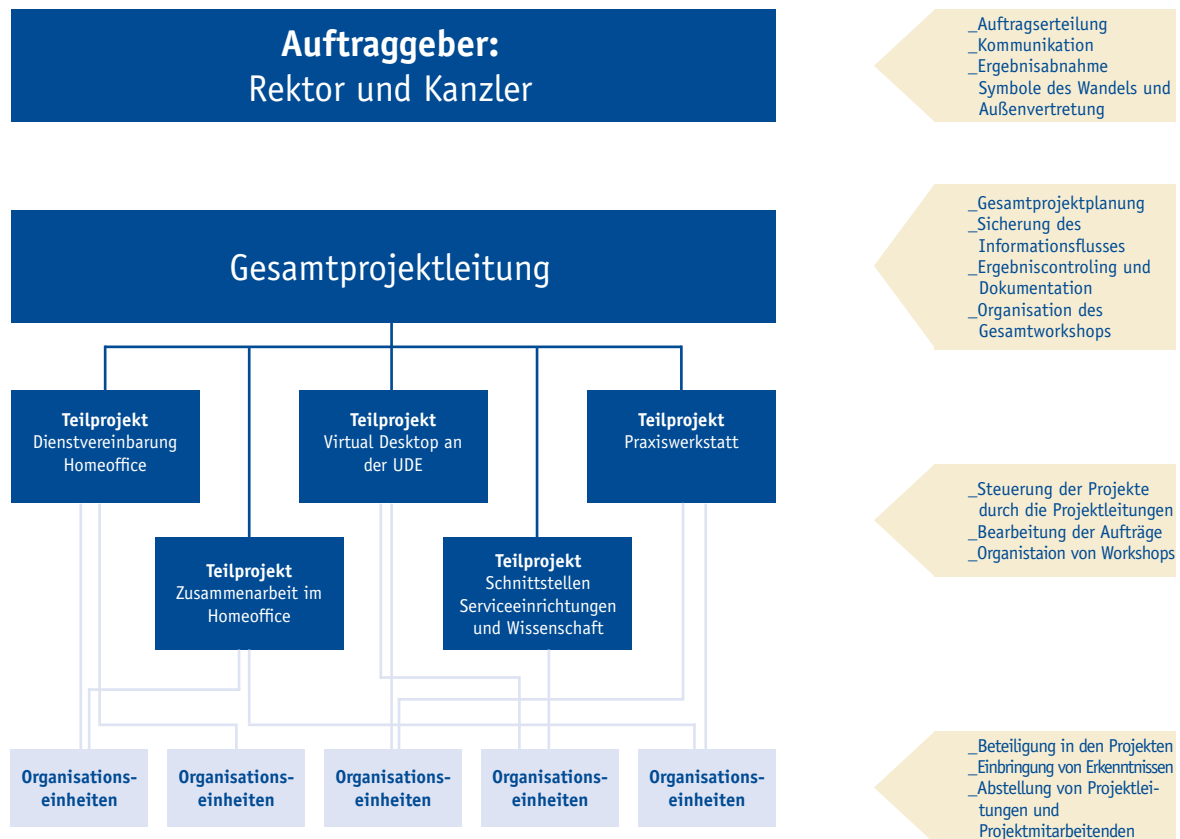 Auftraggeber:
Rektor und Kanzler
_Auftragserteilung
_Kommunikation
_Ergebnisabnahme
Symbole des Wandels und
Außenvertretung
Gesamtprojektleitung
_Gesamtprojektplanung
_Sicherung des
Informationsflusses
_Ergebniscontroling und
Dokumentation
_Organisation des
Gesamtworkshops
Teilprojekt
Dienstvereinbarung
Homeoffice
Teilprojekt
Virtual Desktop an
der UDE
Teilprojekt
Praxiswerkstatt
Teilprojekt
Zusammenarbeit im
Homeoffice
Teilprojekt
Schnittstellen
Serviceeinrichtungen
und Wissenschaft
_Steuerung der Projekte
durch die Projektleitungen
_Bearbeitung der Aufträge
_Organistaion von Workshops
Organisations-
einheiten
Organisations-
einheiten
Organisations-
einheiten
Organisations-
einheiten
Organisations-
einheiten
_Beteiligung in den Projekten
_Einbringung von Erkenntnissen
_Abstellung von Projektlei-
tungen und
Projektmitarbeitenden